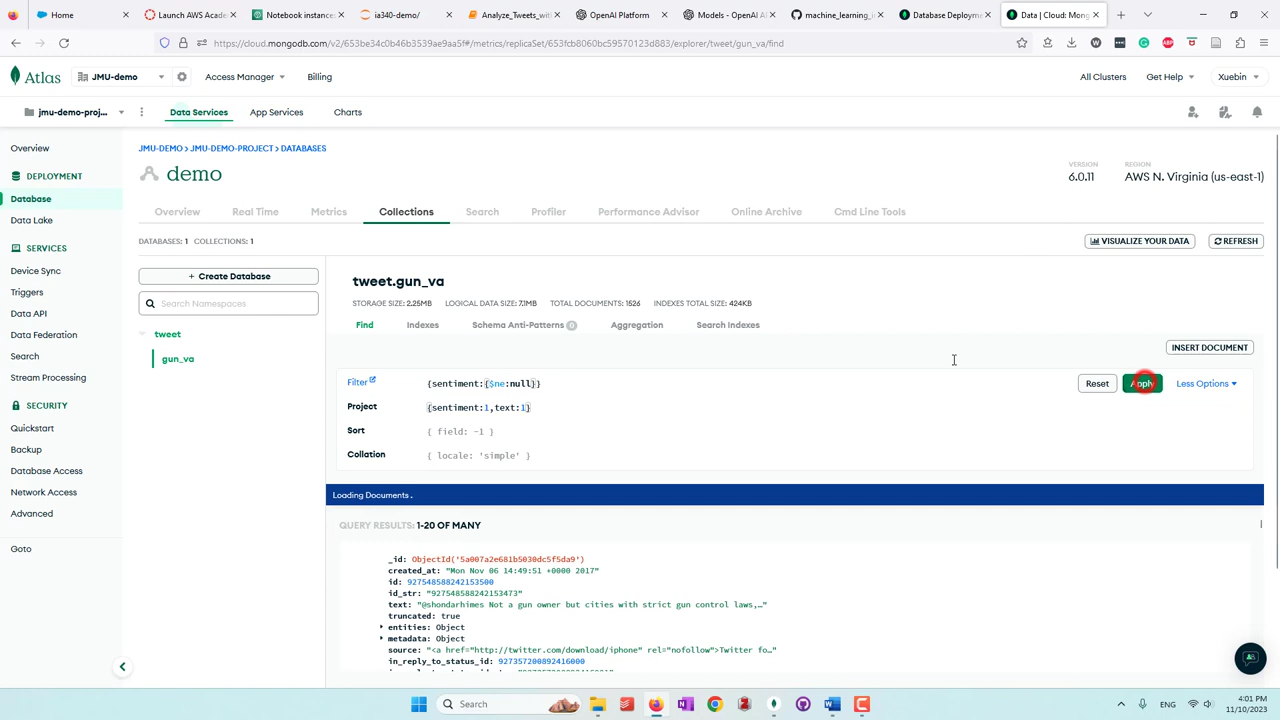 Salesforce
Launch AWS Acade
Notebook instances
ia340-demo/
Analyze_Tweets_wit
OpenAI Platform
Models - OpenAI A
machine_learning_i
Database Deployme
Data | Cloud: Mong
https://cloud.mongodb.com/v2/
/explorer/tweet/gun_va/find
Atlas
JMU-demo
Access Manager
Billing
All Clusters
Get Help
Xuebin
jmu-demo-proj...
Data Services
App Services
Charts
Overview
DEPLOYMENT
Database
Data Lake
SERVICES
Device Sync
Triggers
Data API
Data Federation
Search
Stream Processing
SECURITY
Quickstart
Backup
Database Access
Network Access
Advanced
Goto
JMU-DEMO > JMU-DEMO-PROJECT > DATABASES
demo
VERSION
6.0.11
REGION
AWS N. Virginia (us-east-1)
Overview
Real Time
Metrics
Collections
Search
Profiler
Performance Advisor
Online Archive
Cmd Line Tools
DATABASES: 1 COLLECTIONS: 1
VISUALIZE YOUR DATA
REFRESH
+ Create Database
Search Namespaces
tweet
gun_va
tweet.gun_va
STORAGE SIZE: 2.25MB LOGICAL DATA SIZE: 7.1MB TOTAL DOCUMENTS: 1526 INDEXES TOTAL SIZE: 424KB
Find
Indexes
Schema Anti-Patterns 0
Aggregation
Search Indexes
INSERT DOCUMENT
Filter
{sentiment:{$ne:null}}
Reset
Apply
Less Options
Project
{sentiment:1,text:1}
Sort
{ field: -1 }
Collation
{ locale: 'simple' }
Loading Documents .
QUERY RESULTS: 1-20 OF MANY
_id: ObjectId('5a007a2e681b5030dc5f5da9')
created_at: "Mon Nov 06 14:49:51 +0000 2017"
id: 927548588242153500
id_str: "927548588242153473"
text: "@shondarhimes Not a gun owner but cities with strict gun control laws,…"
truncated: true
entities: Object
metadata: Object
source: "<a href="http://twitter.com/download/iphone" rel="nofollow">Twitter fo…"
in_reply_to_status_id: 927357200892416000
Search
ENG
4:01 PM
11/10/2023